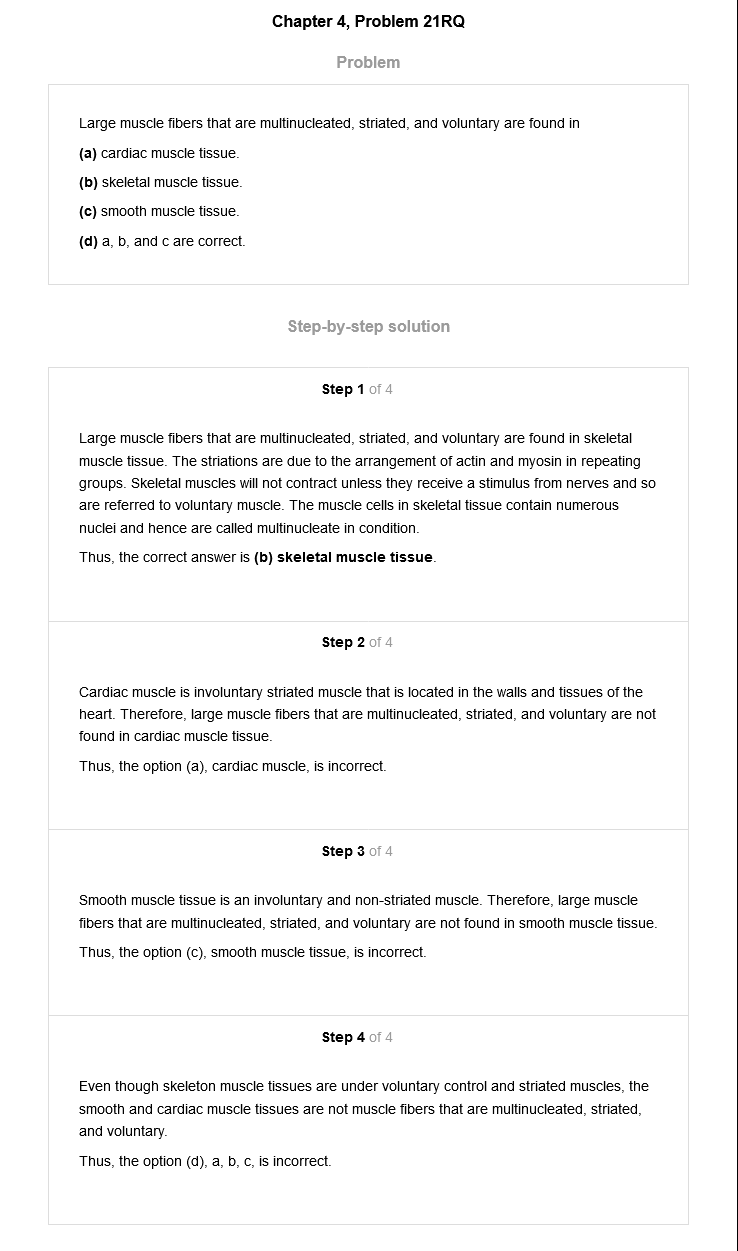 Chapter 4, Problem 21RQ
Problem
Large muscle fibers that are multinucleated, striated, and voluntary are found in
(a) cardiac muscle tissue.
(b) skeletal muscle tissue.
(c) smooth muscle tissue.
(d) a, b, and c are correct.
Step-by-step solution
Step 1 of 4
Large muscle fibers that are multinucleated, striated, and voluntary are found in skeletal
muscle tissue. The striations are due to the arrangement of actin and myosin in repeating
groups. Skeletal muscles will not contract unless they receive a stimulus from nerves and so
are referred to voluntary muscle. The muscle cells in skeletal tissue contain numerous
nuclei and hence are called multinucleate in condition.
Thus, the correct answer is (b) skeletal muscle tissue.
Step 2 of 4
Cardiac muscle is involuntary striated muscle that is located in the walls and tissues of the
heart. Therefore, large muscle fibers that are multinucleated, striated, and voluntary are not
found in cardiac muscle tissue.
Thus, the option (a), cardiac muscle, is incorrect.
Step 3 of 4
Smooth muscle tissue is an involuntary and non-striated muscle. Therefore, large muscle
fibers that are multinucleated, striated, and voluntary are not found in smooth muscle tissue.
Thus, the option (c), smooth muscle tissue, is incorrect.
Step 4 of 4
Even though skeleton muscle tissues are under voluntary control and striated muscles, the
smooth and cardiac muscle tissues are not muscle fibers that are multinucleated, striated,
and voluntary.
Thus, the option (d), a, b, c, is incorrect.